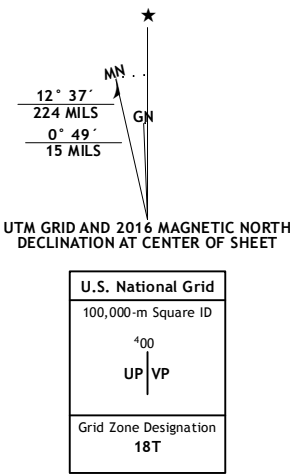 ★
MN
GN
12° 37´
224 MILS
0° 49´
15 MILS
UTM GRID AND 2016 MAGNETIC NORTH
DECLINATION AT CENTER OF SHEET
U.S. National Grid
100,000-m Square ID
⁴00
UP VP
Grid Zone Designation
18T